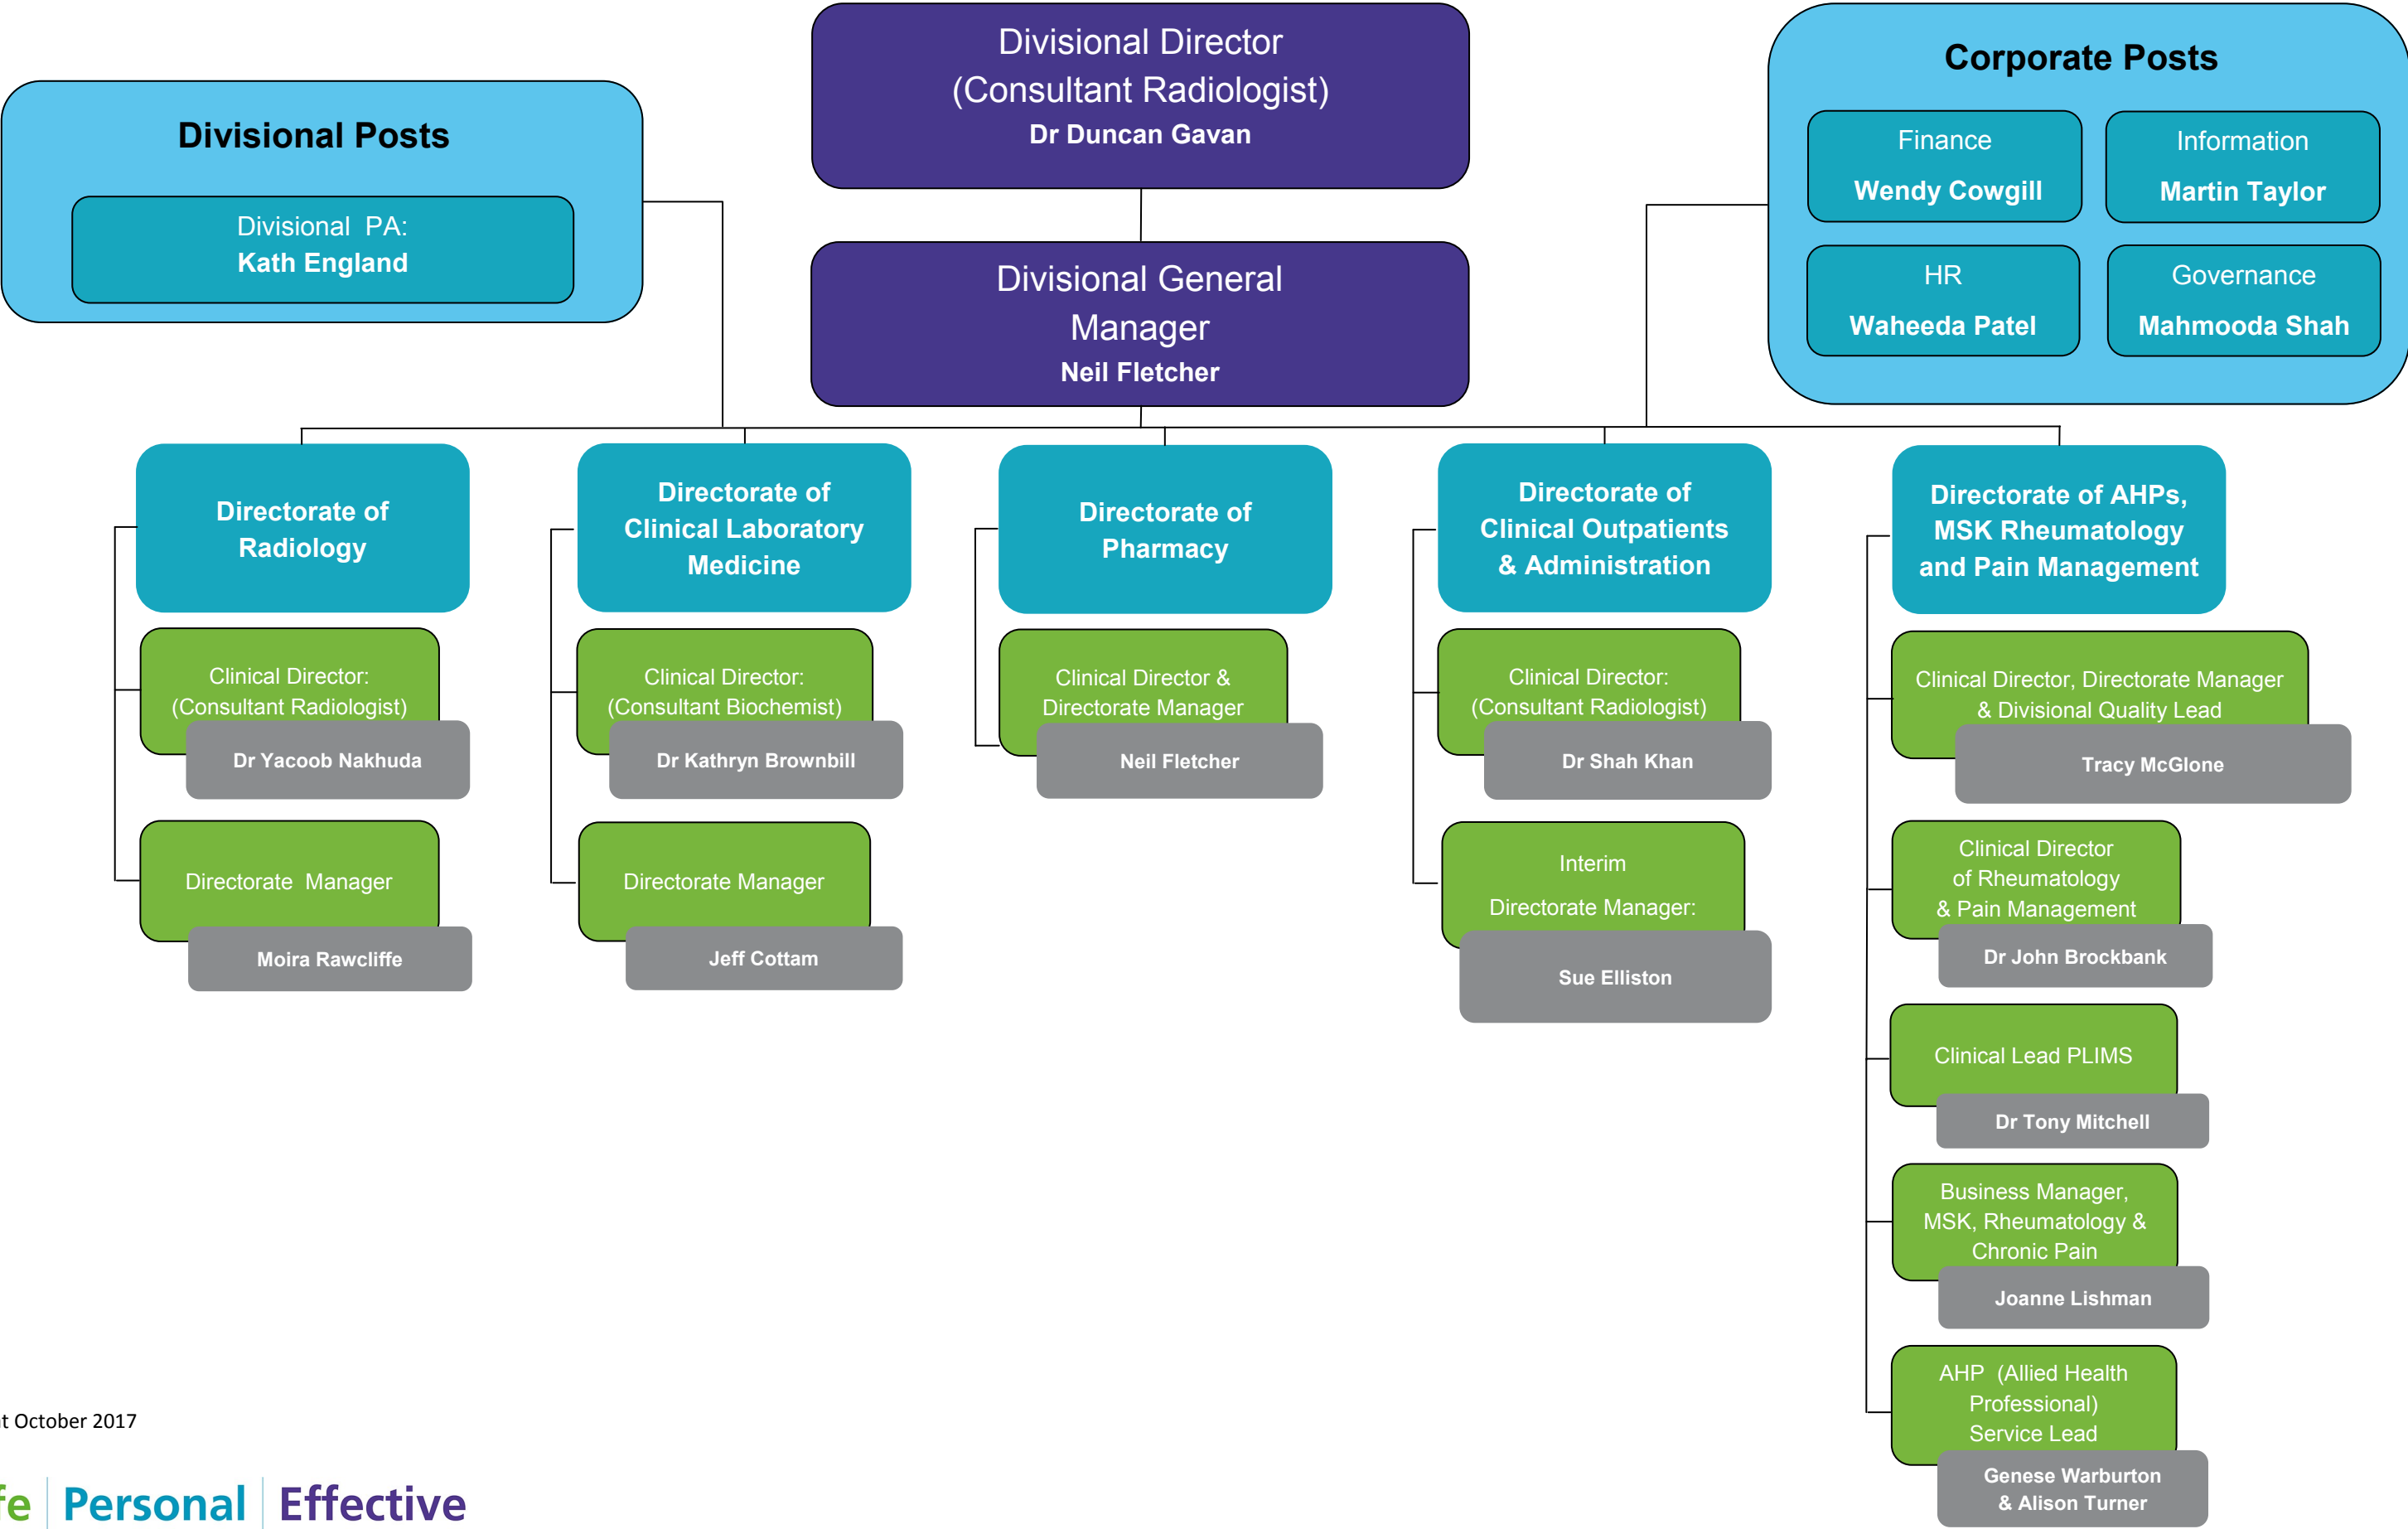 Divisional Director
(Consultant Radiologist)
Dr Duncan Gavan
Divisional Posts
Divisional PA:
Kath England
Divisional General
Manager
Neil Fletcher
Corporate Posts
Finance
Wendy Cowgill
Information
Martin Taylor
HR
Waheeda Patel
Governance
Mahmooda Shah
Directorate of
Radiology
Clinical Director:
(Consultant Radiologist)
Dr Yacoob Nakhuda
Directorate Manager
Moira Rawcliffe
Directorate of
Clinical Laboratory
Medicine
Clinical Director:
(Consultant Biochemist)
Dr Kathryn Brownbill
Directorate Manager
Jeff Cottam
Directorate of
Pharmacy
Clinical Director &
Directorate Manager
Neil Fletcher
Directorate of
Clinical Outpatients
& Administration
Clinical Director:
(Consultant Radiologist)
Dr Shah Khan
Interim
Directorate Manager:
Sue Elliston
Directorate of AHPs,
MSK Rheumatology
and Pain Management
Clinical Director, Directorate Manager
& Divisional Quality Lead
Tracy McGlone
Clinical Director
of Rheumatology
& Pain Management
Dr John Brockbank
Clinical Lead PLIMS
Dr Tony Mitchell
Business Manager,
MSK, Rheumatology &
Chronic Pain
Joanne Lishman
AHP (Allied Health
Professional)
Service Lead
Genese Warburton
& Alison Turner
October 2017
Personal Effective